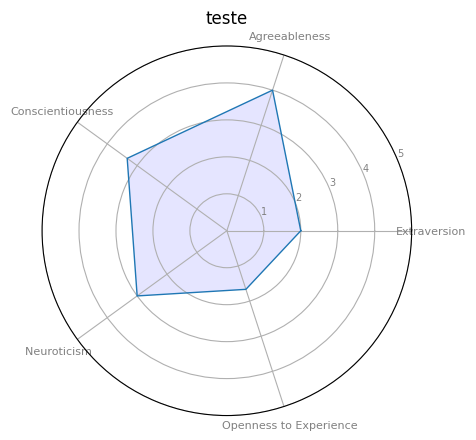 teste
Agreeableness
Conscientiousness
5
4
3
2
1
Extraversion
Neuroticism
Openness to Experience